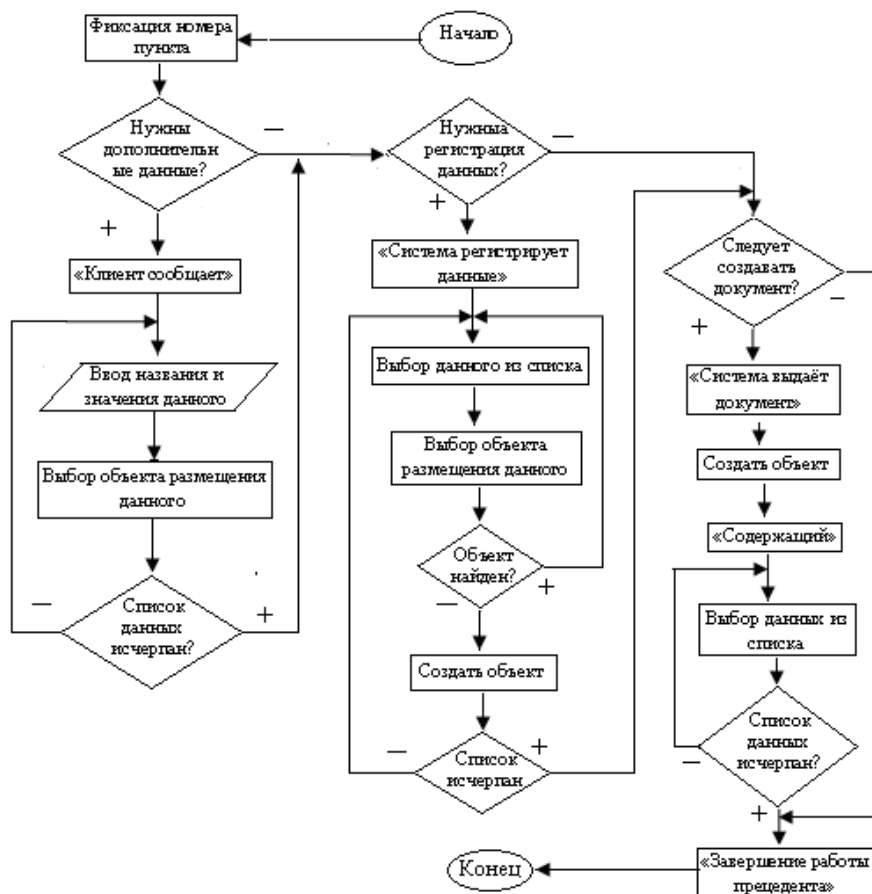 Фиксация номера
пункта
Начало
Нужны
дополнительн
ые данные?
—
+
«Клиент сообщает»
Ввод названия и
значения данного
Выбор объекта размещения
данного
Список
данных
исчерпан?
—
+
Нужныа
регистрация
данных?
—
+
«Система регистрирует
данные»
Выбор данного из списка
Выбор объекта
размещения данного
Объект
найден?
—
+
Создать объект
Список
исчерпан
—
+
Следует
создавать
документ?
—
+
«Система выдаёт
документ»
Создать объект
«Содержащий»
Выбор данных из
списка
Список
данных
исчерпан?
—
+
«Завершение работы
прецедента»
Конец